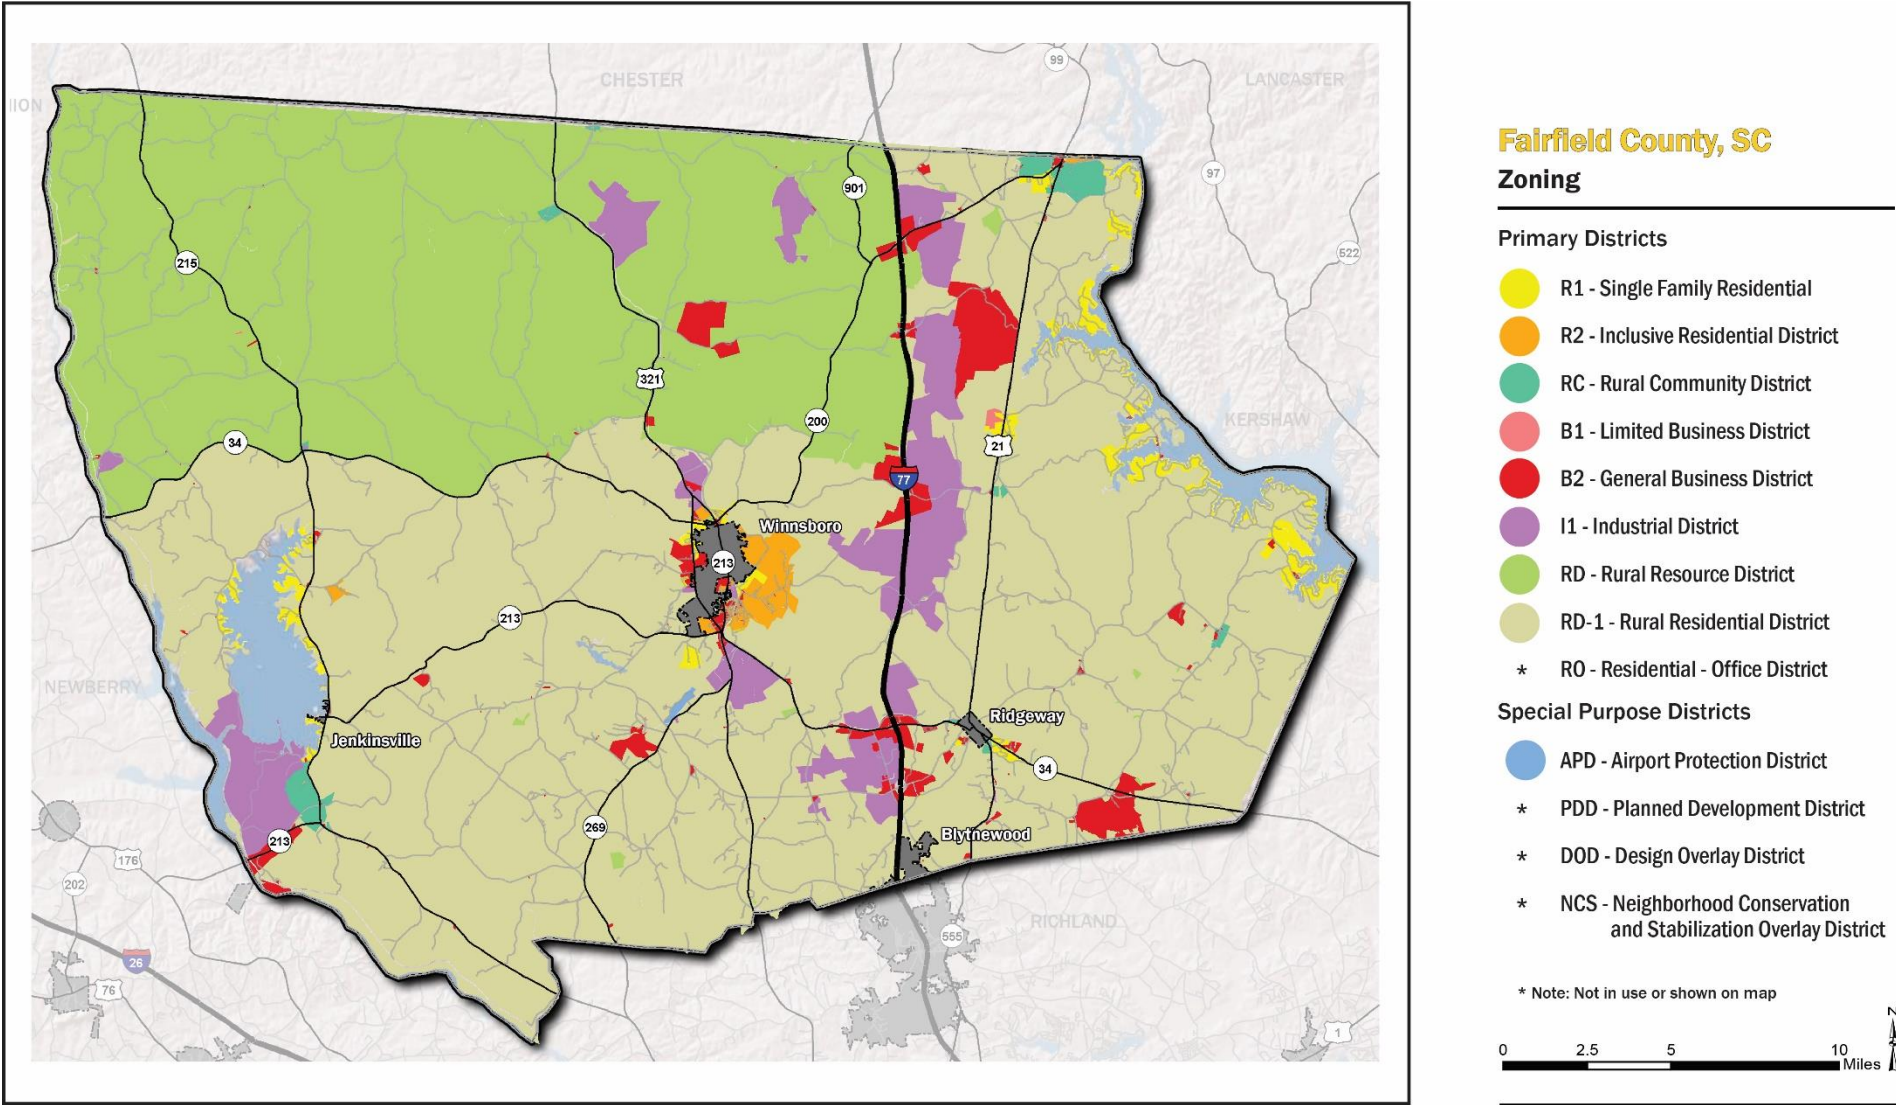 CHESTER
99
LANCASTER
IION
97
901
215
522
321
200
KERSHAW
34
21
77
Winnsboro
213
213
NEWBERRY
Ridgeway
Jenkinsville
34
269
213
Blythewood
176
202
RICHLAND
555
26
76
1
Fairfield County, SC
Zoning
Primary Districts
R1 - Single Family Residential
R2 - Inclusive Residential District
RC - Rural Community District
B1 - Limited Business District
B2 - General Business District
I1 - Industrial District
RD - Rural Resource District
RD-1 - Rural Residential District
* RO - Residential - Office District
Special Purpose Districts
APD - Airport Protection District
* PDD - Planned Development District
* DOD - Design Overlay District
* NCS - Neighborhood Conservation
and Stabilization Overlay District
* Note: Not in use or shown on map
N
0 2.5 5 10
Miles